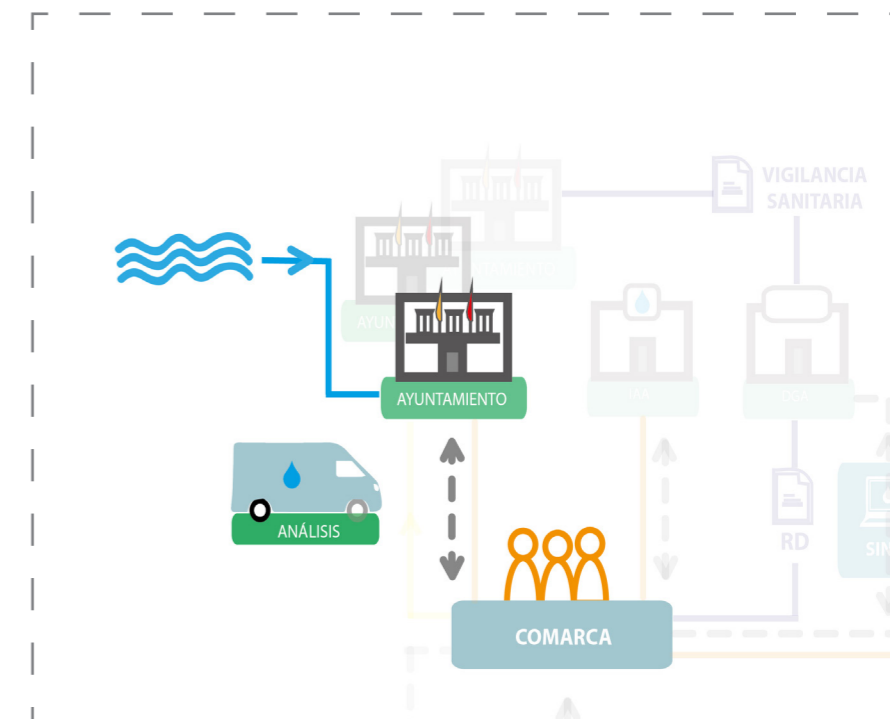 VIGILANCIA
SANITARIA
AYUNTAMIENTO
ANÁLISIS
RD
COMARCA